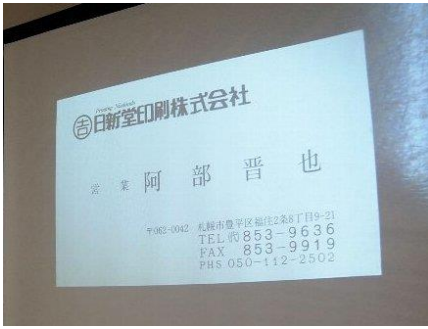 Printing Nisshindo
吉 日新堂印刷株式会社
営業 阿部晋也
〒062-0042 札幌市豊平区福住2条8丁目9-21
TEL ㈹ 853-9636
FAX 853-9919
PHS 050-112-2502